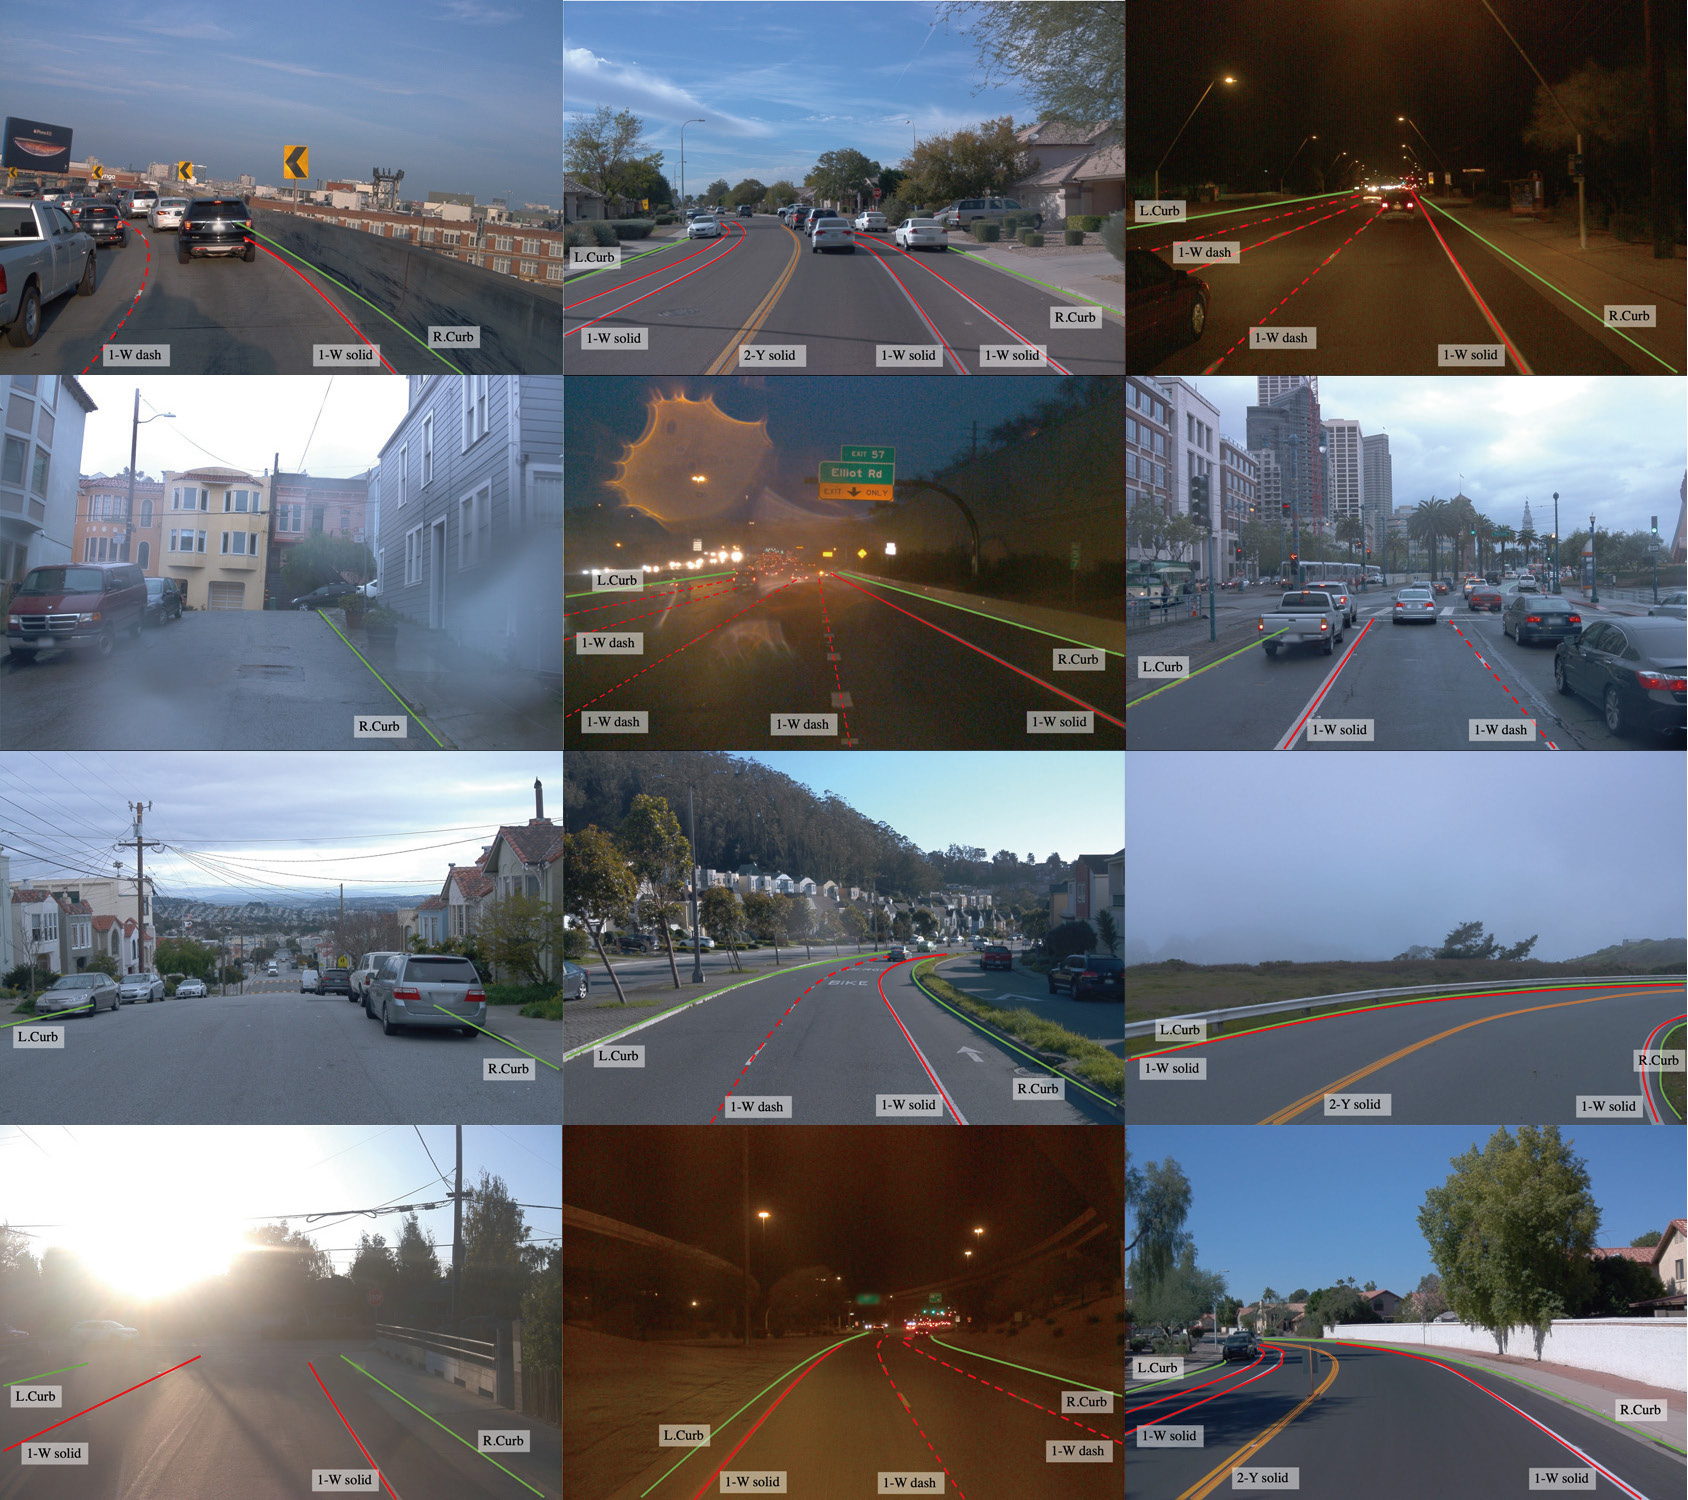 1-W dash
1-W solid
R.Curb
L.Curb
1-W solid
2-Y solid
1-W solid
1-W solid
R.Curb
L.Curb
1-W dash
1-W dash
1-W solid
R.Curb
R.Curb
EXIT 57
Elliot Rd
EXIT ONLY
L.Curb
1-W dash
1-W dash
1-W dash
1-W solid
R.Curb
L.Curb
1-W solid
1-W dash
L.Curb
R.Curb
BIKE
L.Curb
1-W dash
1-W solid
R.Curb
L.Curb
1-W solid
2-Y solid
R.Curb
1-W solid
L.Curb
1-W solid
1-W solid
R.Curb
L.Curb
1-W solid
1-W dash
R.Curb
1-W dash
L.Curb
1-W solid
2-Y solid
R.Curb
1-W solid